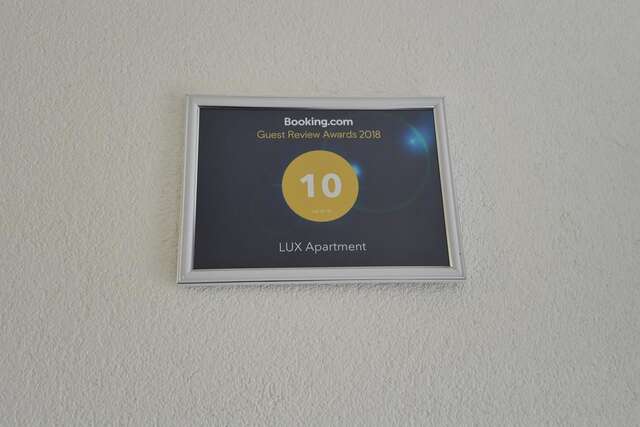 Booking.com
Guest Review Awards 2018
10
LUX Apartment